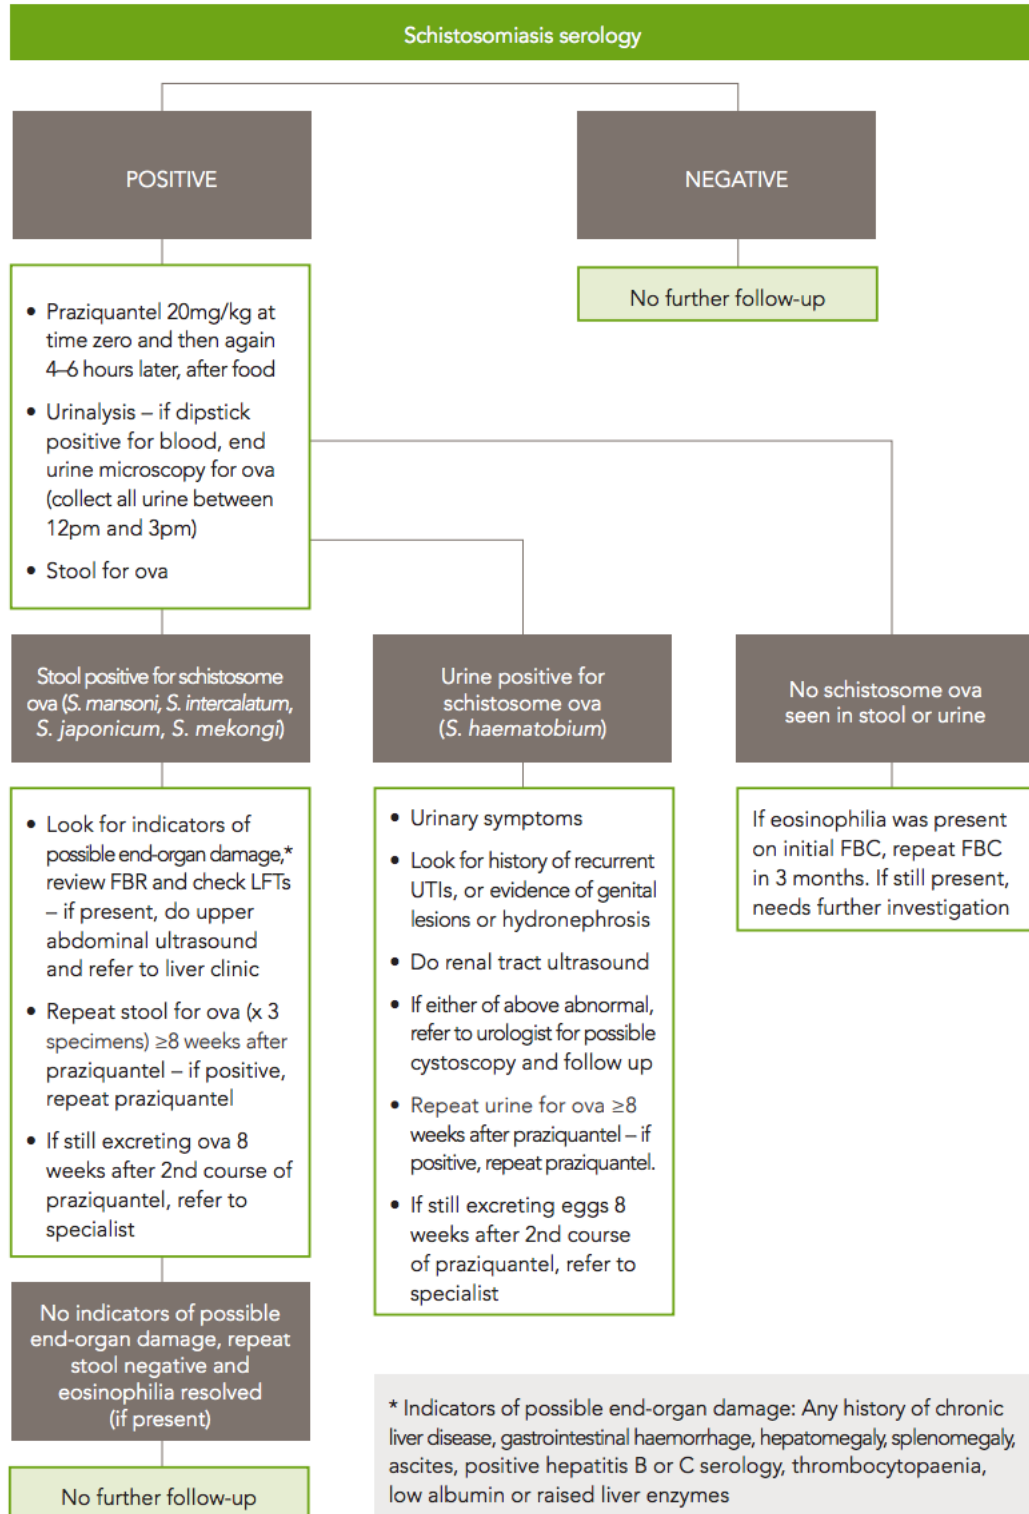 Schistosomiasis serology
POSITIVE
NEGATIVE
No further follow-up
• Praziquantel 20mg/kg at
time zero and then again
4–6 hours later, after food
• Urinalysis – if dipstick
positive for blood, end
urine microscopy for ova
(collect all urine between
12pm and 3pm)
• Stool for ova
Stool positive for schistosome
ova (S. mansoni, S. intercalatum,
S. japonicum, S. mekongi)
Urine positive for
schistosome ova
(S. haematobium)
No schistosome ova
seen in stool or urine
• Look for indicators of
possible end-organ damage,*
review FBR and check LFTs
– if present, do upper
abdominal ultrasound
and refer to liver clinic
• Repeat stool for ova (x 3
specimens) ≥8 weeks after
praziquantel – if positive,
repeat praziquantel
• If still excreting ova 8
weeks after 2nd course of
praziquantel, refer to
specialist
• Urinary symptoms
• Look for history of recurrent
UTIs, or evidence of genital
lesions or hydronephrosis
• Do renal tract ultrasound
• If either of above abnormal,
refer to urologist for possible
cystoscopy and follow up
• Repeat urine for ova ≥8
weeks after praziquantel – if
positive, repeat praziquantel.
• If still excreting eggs 8
weeks after 2nd course
of praziquantel, refer to
specialist
If eosinophilia was present
on initial FBC, repeat FBC
in 3 months. If still present,
needs further investigation
No indicators of possible
end-organ damage, repeat
stool negative and
eosinophilia resolved
(if present)
No further follow-up
* Indicators of possible end-organ damage: Any history of chronic
liver disease, gastrointestinal haemorrhage, hepatomegaly, splenomegaly,
ascites, positive hepatitis B or C serology, thrombocytopaenia,
low albumin or raised liver enzymes